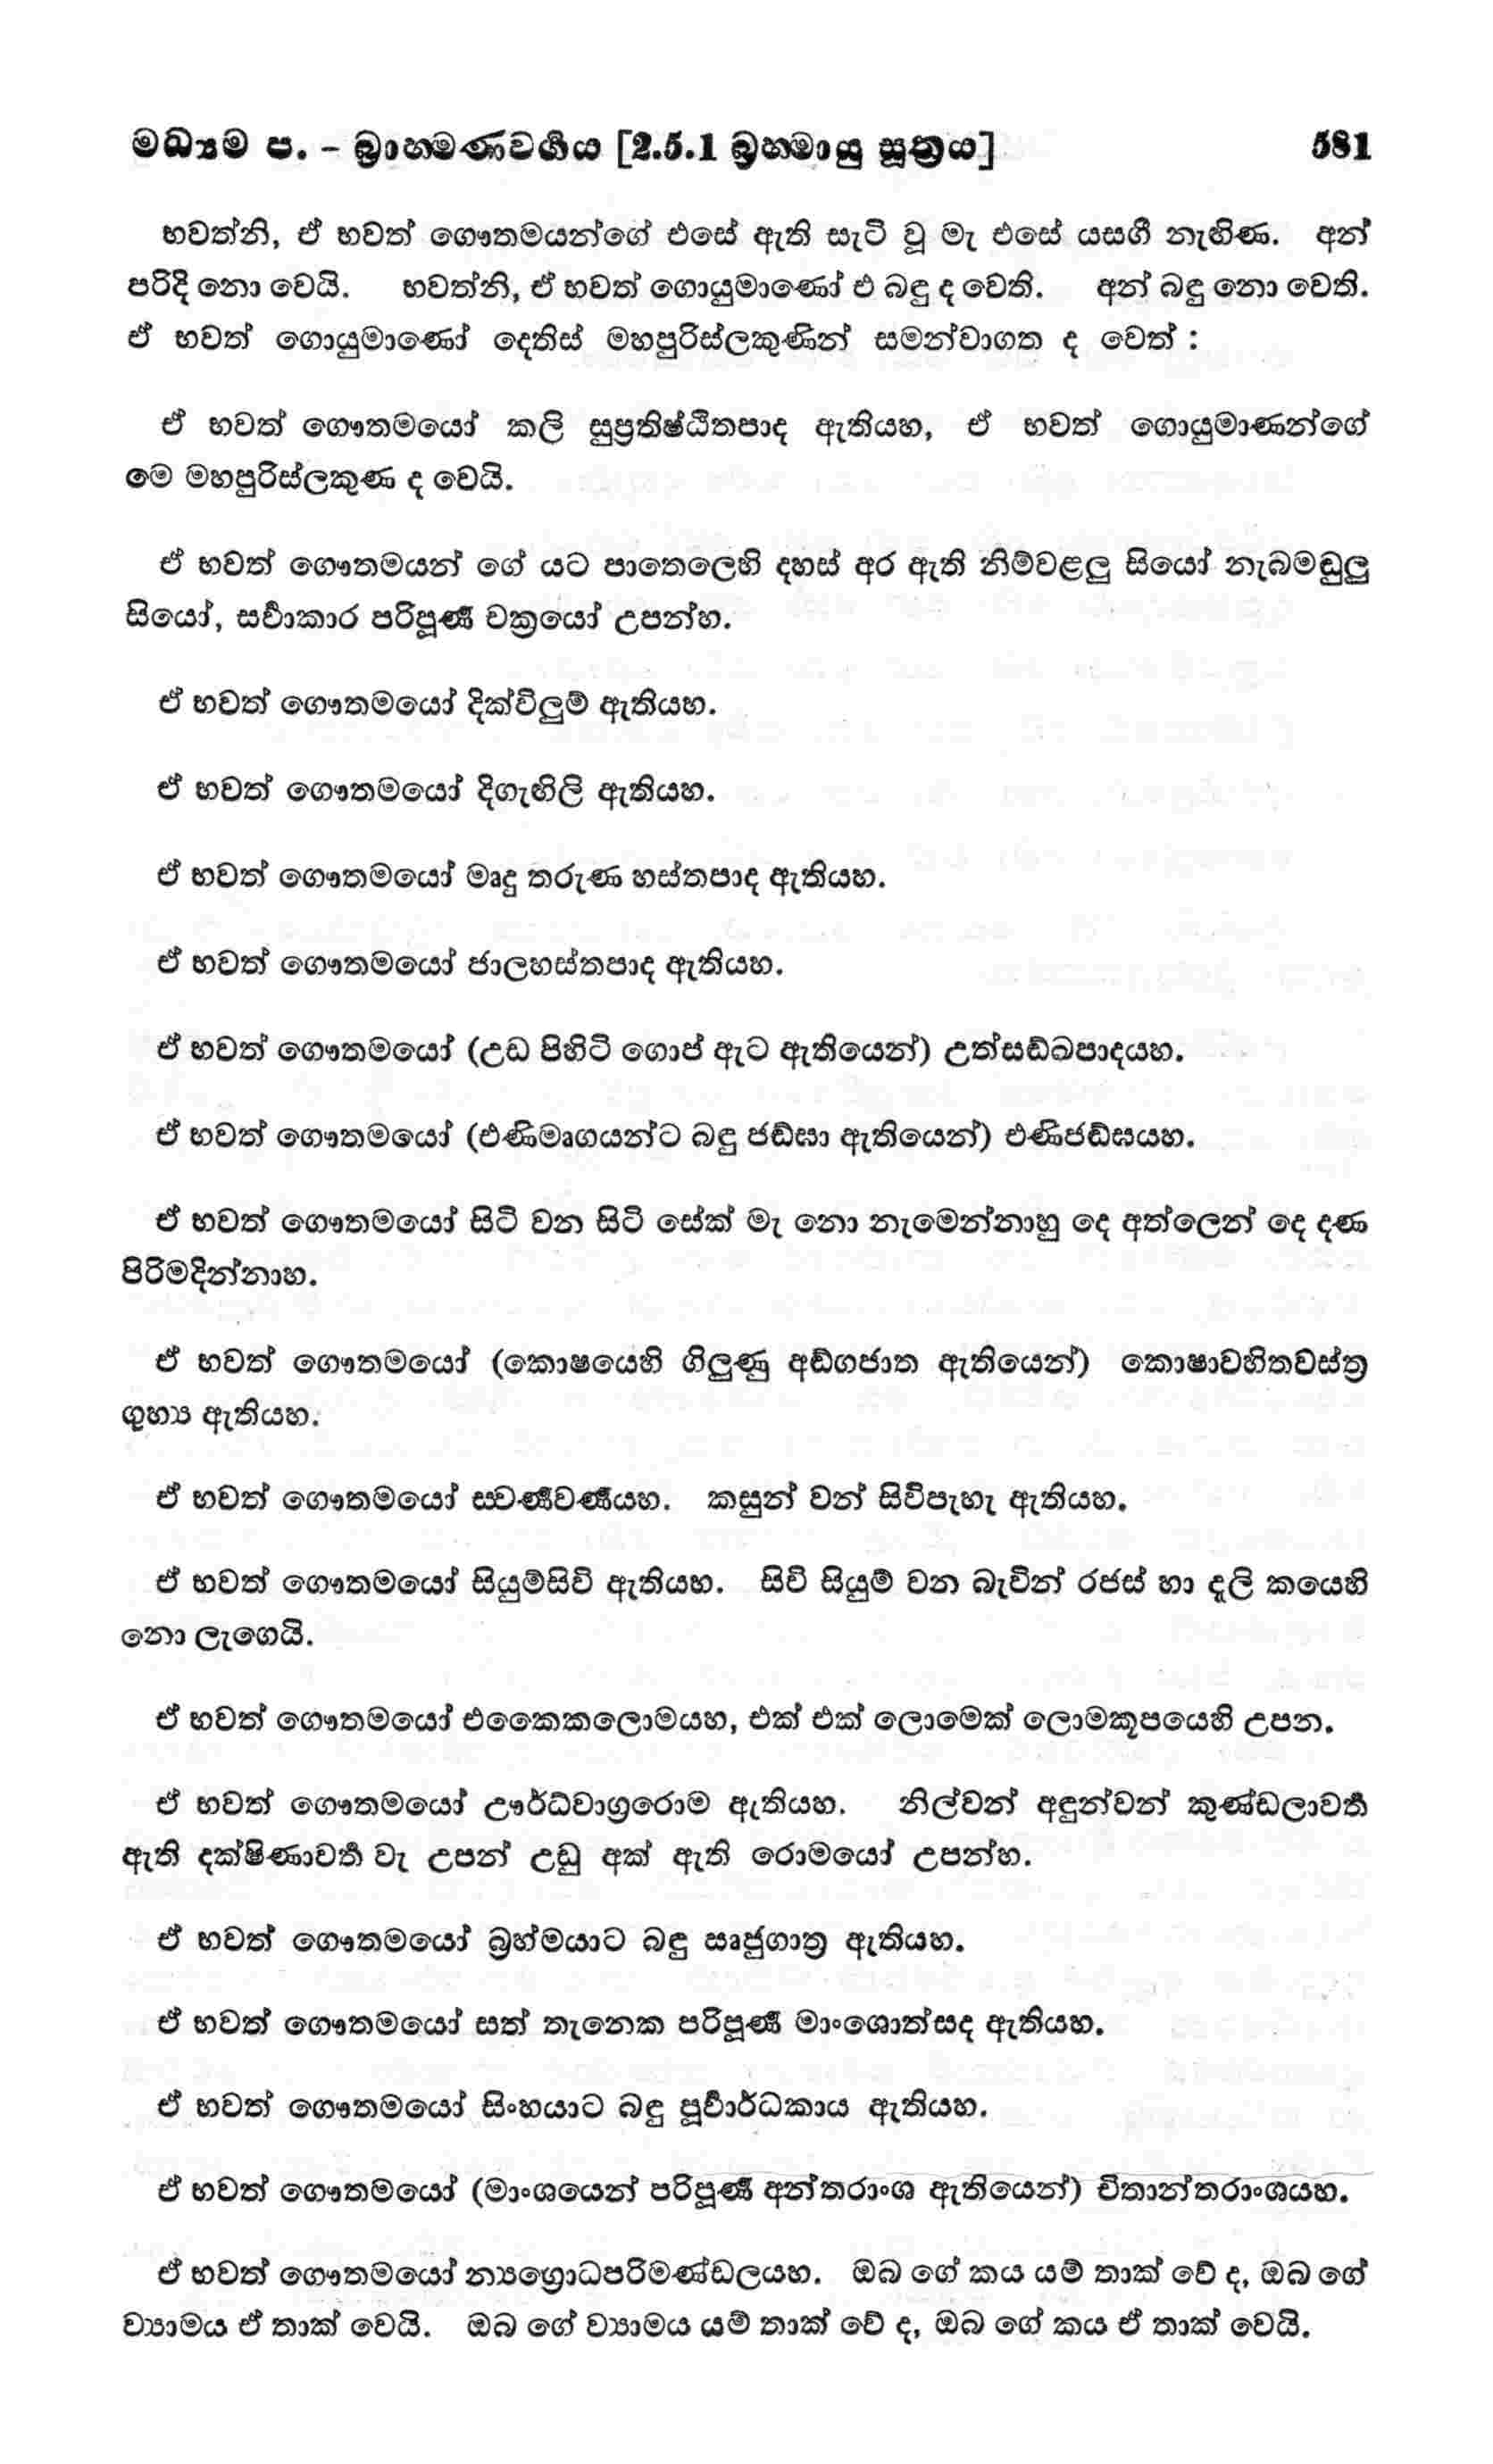 මධ්‍යම ප. – බ්‍රාහ්මණවර්‍ගය [2.5.1 බ්‍රහ්මායු සූත්‍රය] 581
භවත්නි, ඒ භවත් ගෞතමයන්ගේ එසේ ඇති සැටි වූ මැ එසේ යසගී නැඟිණ. අන්
පරිදි නො වෙයි. භවත්නි, ඒ භවත් ගොයුමාණෝ එ බඳු ද වෙති. අන් බඳු නො වෙති.
ඒ භවත් ගොයුමාණෝ දෙතිස් මහපුරිස්ලකුණින් සමන්වාගත ද වෙත් :
ඒ භවත් ගෞතමයෝ කලි සුප්‍රතිෂ්ඨිතපාද ඇතියහ, ඒ භවත් ගොයුමාණන්ගේ
මෙ මහපුරිස්ලකුණ ද වෙයි.
ඒ භවත් ගෞතමයන් ගේ යට පාතෙලෙහි දහස් අර ඇති නිම්වළලු සියෝ නැබමඬුලු
සියෝ, සර්‍වාකාර පරිපූර්‍ණ චක්‍රයෝ උපන්හ.
ඒ භවත් ගෞතමයෝ දික්විලුම් ඇතියහ.
ඒ භවත් ගෞතමයෝ දිගැඟිලි ඇතියහ.
ඒ භවත් ගෞතමයෝ මෘදු තරුණ හස්තපාද ඇතියහ.
ඒ භවත් ගෞතමයෝ ජාලහස්තපාද ඇතියහ.
ඒ භවත් ගෞතමයෝ (උඩ පිහිටි ගොප් ඇට ඇතියෙන්) උත්සඞ්ඛපාදයහ.
ඒ භවත් ගෞතමයෝ (එණිමෘගයන්ට බඳු ජඞ්ඝා ඇතියෙන්) එණිජඞ්ඝයහ.
ඒ භවත් ගෞතමයෝ සිටි වන සිටි සේක් මැ නො නැමෙන්නාහු දෙ අත්ලෙන් දෙ දණ
පිරිමදින්නාහ.
ඒ භවත් ගෞතමයෝ (කොෂයෙහි ගිලුණු අඞ්ගජාත ඇතියෙන්) කොෂාවහිතවස්ත්‍ර
ගුහ්‍ය ඇතියහ.
ඒ භවත් ගෞතමයෝ ස්වර්‍ණවර්‍ණයහ. කසුන් වන් සිවිපැහැ ඇතියහ.
ඒ භවත් ගෞතමයෝ සියුම්සිවි ඇතියහ. සිවි සියුම් වන බැවින් රජස් හා දැලි කයෙහි
නො ලැගෙයි.
ඒ භවත් ගෞතමයෝ එකෛකලොමයහ, එක් එක් ලොමෙක් ලොමකූපයෙහි උපන.
ඒ භවත් ගෞතමයෝ ඌර්ධ්වාග්‍රරොම ඇතියහ. නිල්වන් අඳුන්වන් කුණ්ඩලාවර්‍ත
ඇති දක්ෂිණාවර්‍ත වැ උපන් උඩු අක් ඇති රොමයෝ උපන්හ.
ඒ භවත් ගෞතමයෝ බ්‍රහ්මයාට බඳු ඍජුගාත්‍ර ඇතියහ.
ඒ භවත් ගෞතමයෝ සත් තැනෙක පරිපූර්‍ණ මාංශොත්සද ඇතියහ.
ඒ භවත් ගෞතමයෝ සිංහයාට බඳු පූර්‍වාර්ධකාය ඇතියහ.
ඒ භවත් ගෞතමයෝ (මාංශයෙන් පරිපූර්‍ණ අන්තරාංශ ඇතියෙන්) චිතාන්තරාංශයහ.
ඒ භවත් ගෞතමයෝ න්‍යග්‍රොධපරිමණ්ඩලයහ. ඔබ ගේ කය යම් තාක් වේ ද, ඔබ ගේ
ව්‍යාමය ඒ තාක් වෙයි. ඔබ ගේ ව්‍යාමය යම් තාක් වේ ද, ඔබ ගේ කය ඒ තාක් වෙයි.